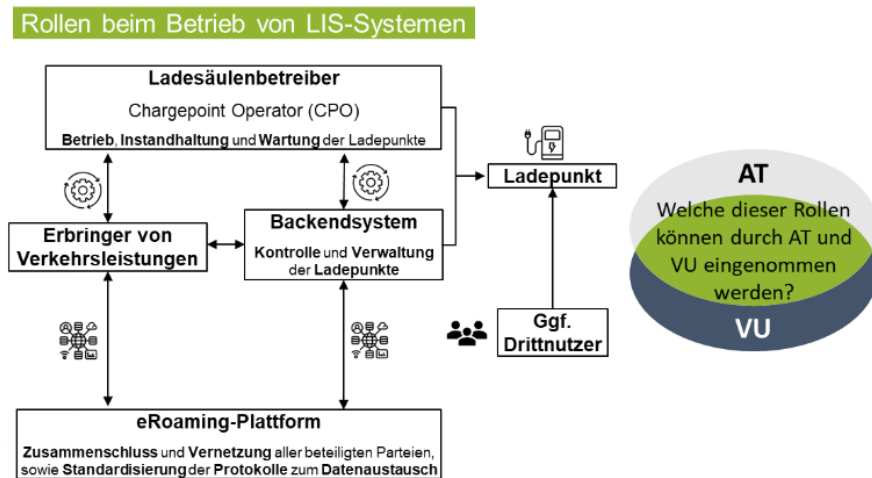 Rollen beim Betrieb von LIS-Systemen
Ladesäulenbetreiber
Chargepoint Operator (CPO)
Betrieb, Instandhaltung und Wartung der Ladepunkte
Ladepunkt
Erbringer von
Verkehrsleistungen
Backendsystem
Kontrolle und Verwaltung
der Ladepunkte
Ggf.
Drittnutzer
eRoaming-Plattform
Zusammenschluss und Vernetzung aller beteiligten Parteien,
sowie Standardisierung der Protokolle zum Datenaustausch
AT
Welche dieser Rollen
können durch AT und
VU eingenommen
werden?
VU